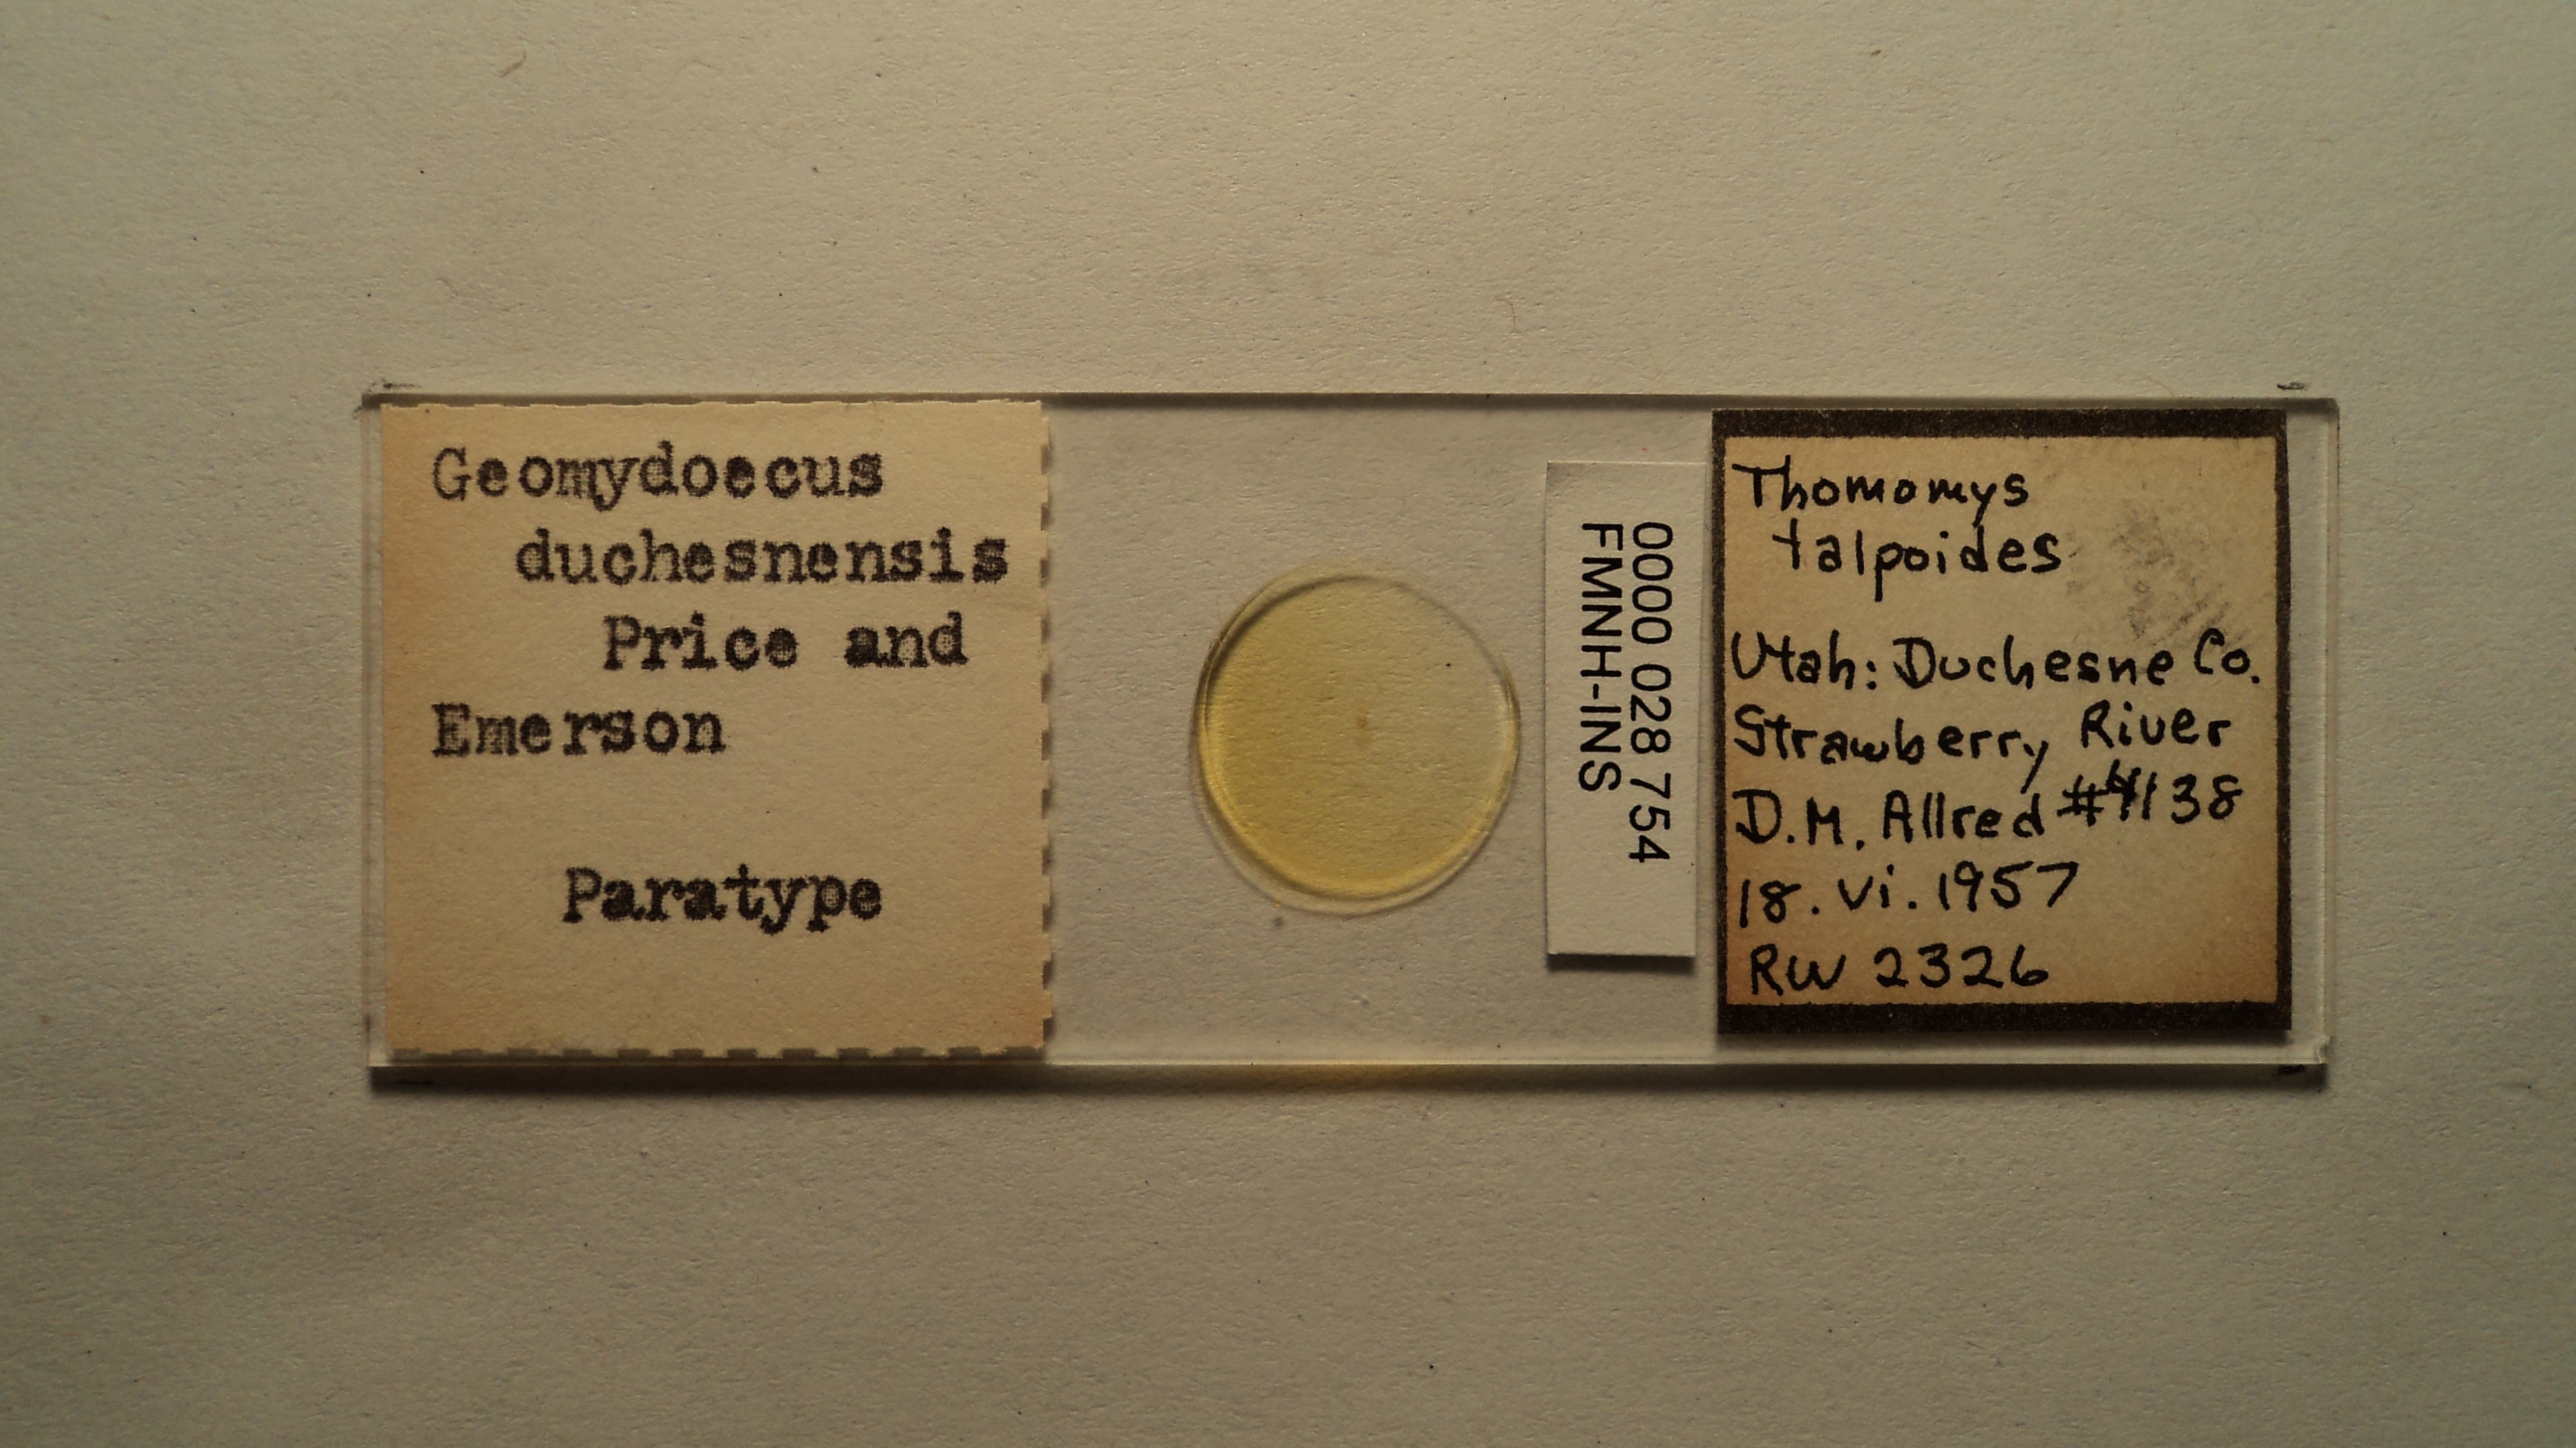 Geomydoecus
duchesnensis
Price and
Emerson
Paratype
0000 028 754
FMNH-INS
Thomomys
talpoides
Utah: Duchesne Co.
Strawberry River
D.M. Allred #4138
18.vi.1957
RW 2326